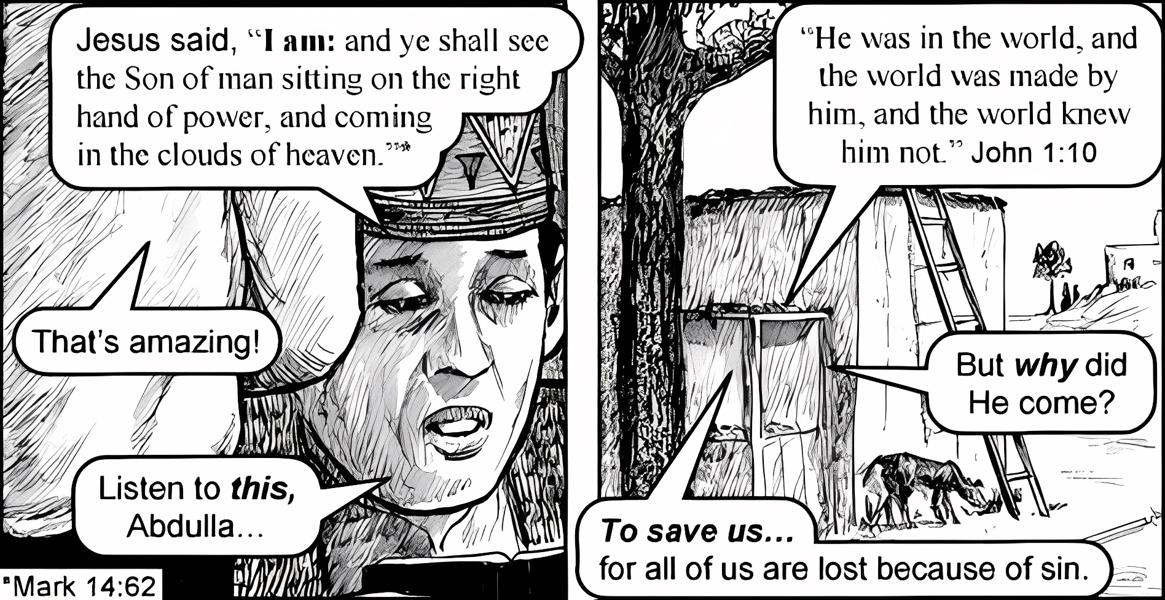 Jesus said, “I am: and ye shall see
the Son of man sitting on the right
hand of power, and coming
in the clouds of heaven.”*
That’s amazing!
Listen to this,
Abdulla...
*Mark 14:62
“He was in the world, and
the world was made by
him, and the world knew
him not.” John 1:10
But why did
He come?
To save us...
for all of us are lost because of sin.